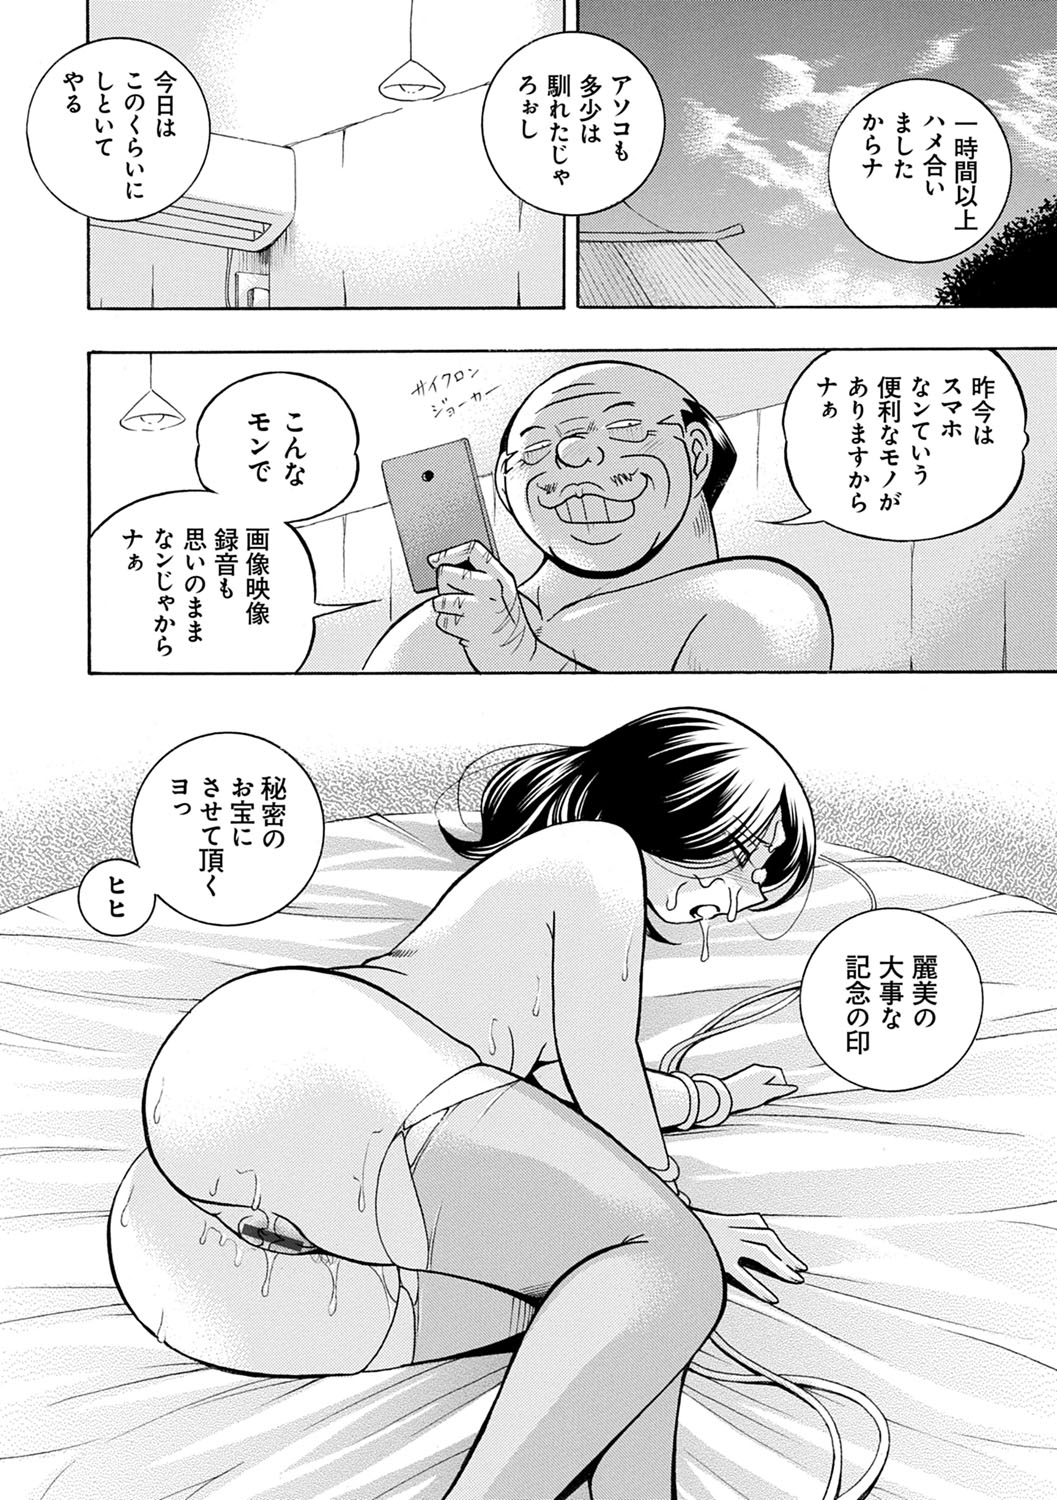 一時間以上
ハメ合い
ました
からナ
アソコも
多少は
馴れたじゃ
ろぉし
今日は
このくらいに
しといて
やる
昨今は
スマホ
なンていう
便利なモノが
ありますから
ナぁ
サイクロン
ジョーカー
こんな
モンで
画像映像
録音も
思いのまま
なンじゃから
ナぁ
秘密の
お宝に
させて頂く
ヨっ
ヒヒ
麗美の
大事な
記念の印